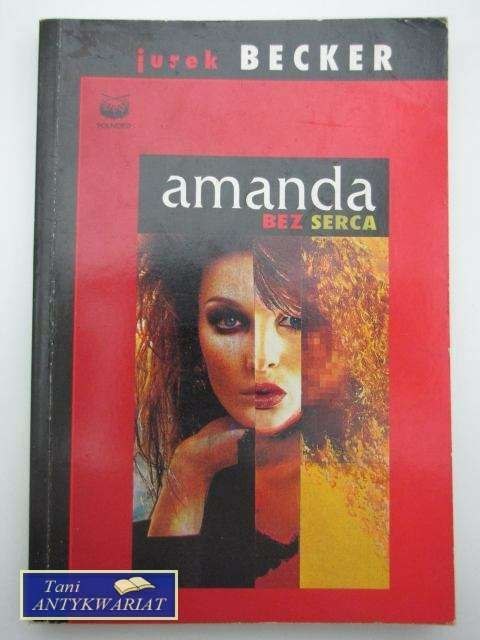 jurek BECKER
amanda
BEZ SERCA
Tani
ANTYKWARIAT